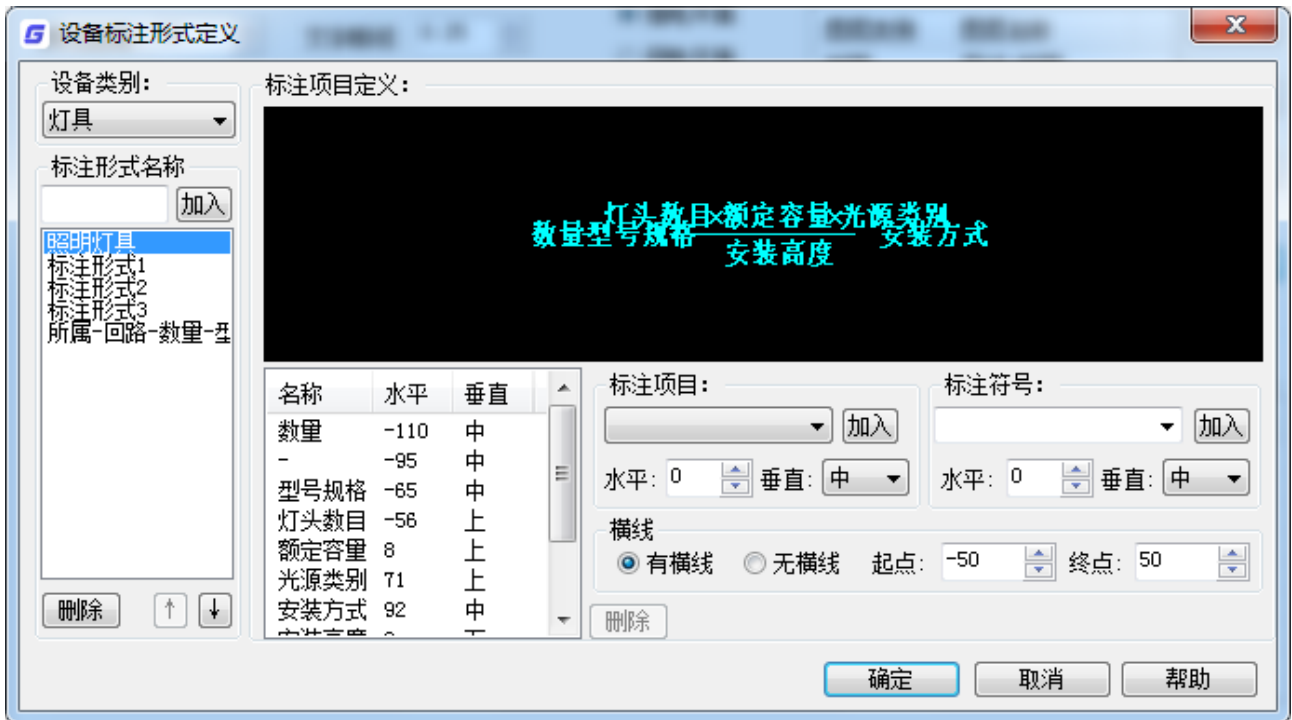 设备标注形式定义
设备类别:
灯具
标注形式名称
加入
照明灯具
标注形式1
标注形式2
标注形式3
所属-回路-数量-型
删除
标注项目定义:
灯头数目×额定容量×光源类别
数量型号规格 安装方式
安装高度
名称 水平 垂直
数量 -110 中
- -95 中
型号规格 -65 中
灯头数目 -56 上
额定容量 8 上
光源类别 71 上
安装方式 92 中
标注项目:
加入
水平: 0 垂直: 中
标注符号:
加入
水平: 0 垂直: 中
横线
有横线 无横线 起点: -50 终点: 50
删除
确定 取消 帮助